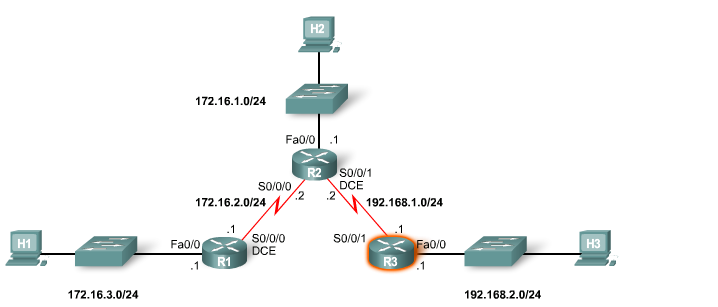 H2
172.16.1.0/24
Fa0/0 .1
R2
S0/0/1
DCE
S0/0/0
.2 .2
172.16.2.0/24
192.168.1.0/24
.1
S0/0/0
DCE
.1
S0/0/1
H1
Fa0/0
.1
R1
172.16.3.0/24
R3
Fa0/0
.1
H3
192.168.2.0/24